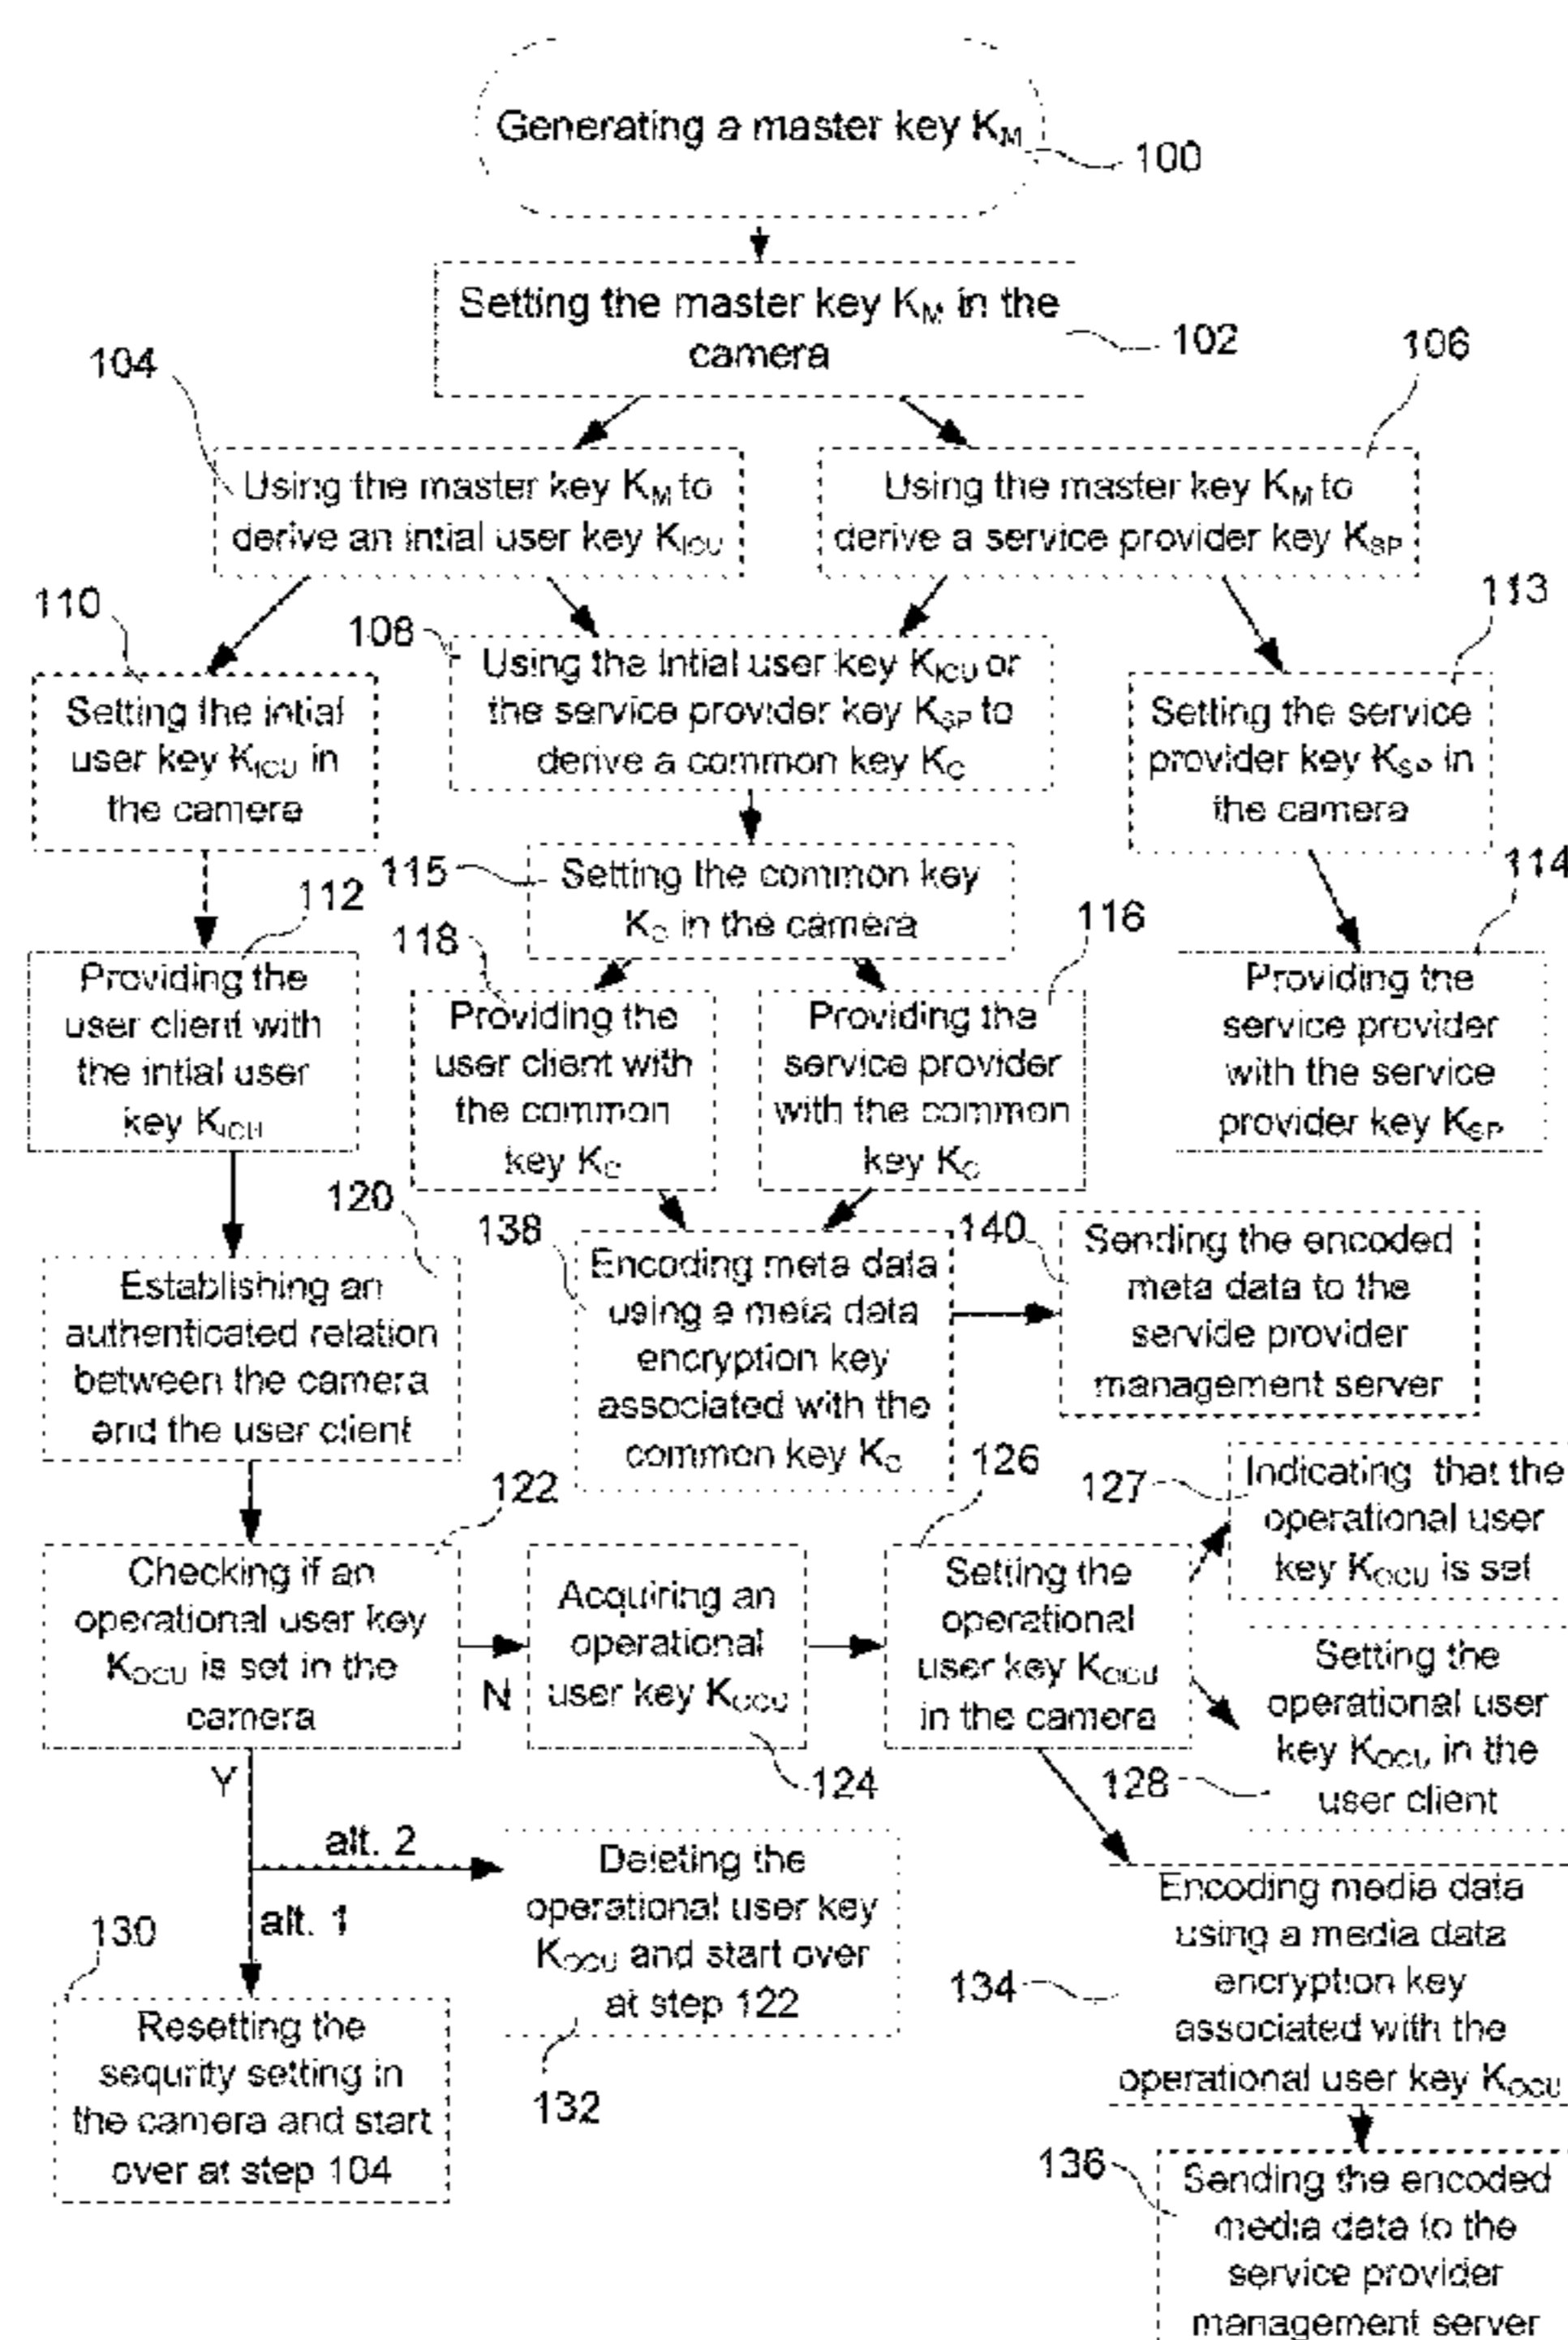 Generating a master key KM
100
Setting the master key KM in the
camera
102
104
106
Using the master key KM to
derive an intial user key KICU
Using the master key KM to
derive a service provider key KSP
110
108
113
Setting the intial
user key KICU in
the camera
Using the Intial user key KICU or
the service provider key KSP to
derive a common key KC
Setting the service
provider key KSP in
the camera
112
115
114
Setting the common key
KC in the camera
118
116
Providing the
user client with
the intial user
key KICU
Providing the
user client with
the common
key KC
Providing the
service provider
with the common
key KC
Providing the
service provider
with the service
provider key KSP
120
138
140
Establishing an
authenticated relation
between the camera
and the user client
Encoding meta data
using a meta data
encryption key
associated with the
common key KC
Sending the encoded
meta data to the
servide provider
management server
122
126
127
Checking if an
operational user key
KOCU is set in the
camera
N
Acquiring an
operational
user key KOCU
124
Setting the
operational
user key KOCU
in the camera
Indicating that the
operational user
key KOCU is set
Setting the
operational user
key KOCU in the
user client
128
Y
alt. 2
alt. 1
130
Deleting the
operational user key
KOCU and start over
at step 122
132
Resetting the
sequrity setting in
the camera and start
over at step 104
134
Encoding media data
using a media data
encryption key
associated with the
operational user key KOCU
136
Sending the encoded
media data to the
service provider
management server